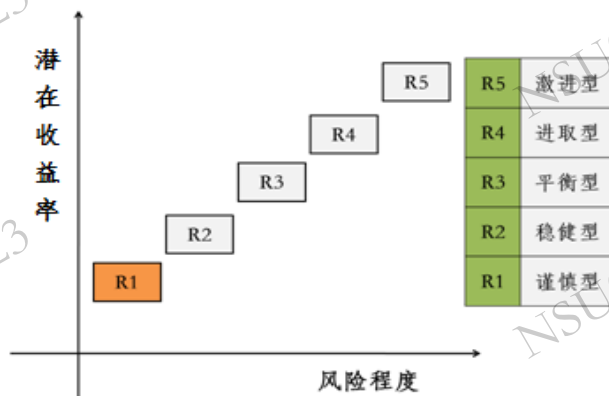 潜在收益率
R5
R4
R3
R2
R1
风险程度
R5 激进型
R4 进取型
R3 平衡型
R2 稳健型
R1 谨慎型